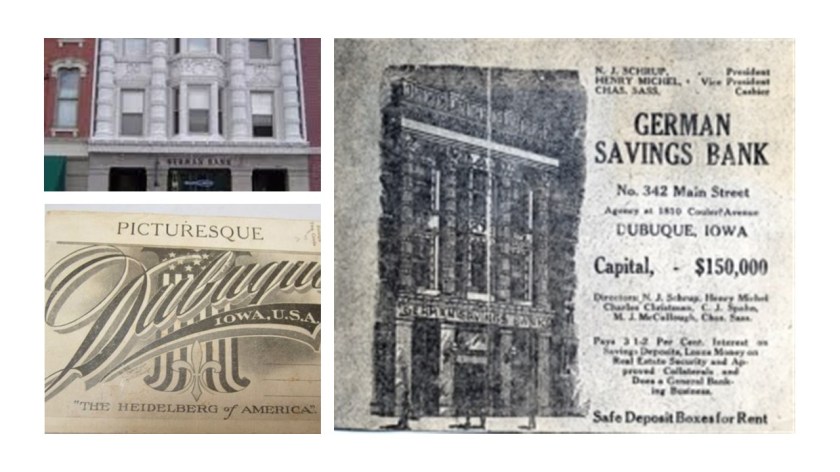 GERMAN BANK
PICTURESQUE
Dubuque
IOWA, U.S.A.
"THE HEIDELBERG of AMERICA".
N. J. SCHRUP, President
HENRY MICHEL, Vice President
CHAS. SASS, Cashier
GERMAN
SAVINGS BANK
No. 342 Main Street
Agency at 1810 Couler Avenue
DUBUQUE, IOWA
Capital, - $150,000
Directors: N. J. Schrup, Henry Michel
Charles Christman, C. J. Spahn,
M. J. McCullough, Chas. Sass.
Pays 3 1-2 Per Cent. Interest on
Savings Deposits, Loans Money on
Real Estate Security and Ap-
proved Collaterals and
Does a General Bank-
ing Business.
Safe Deposit Boxes for Rent
GERMAN SAVINGS BANK